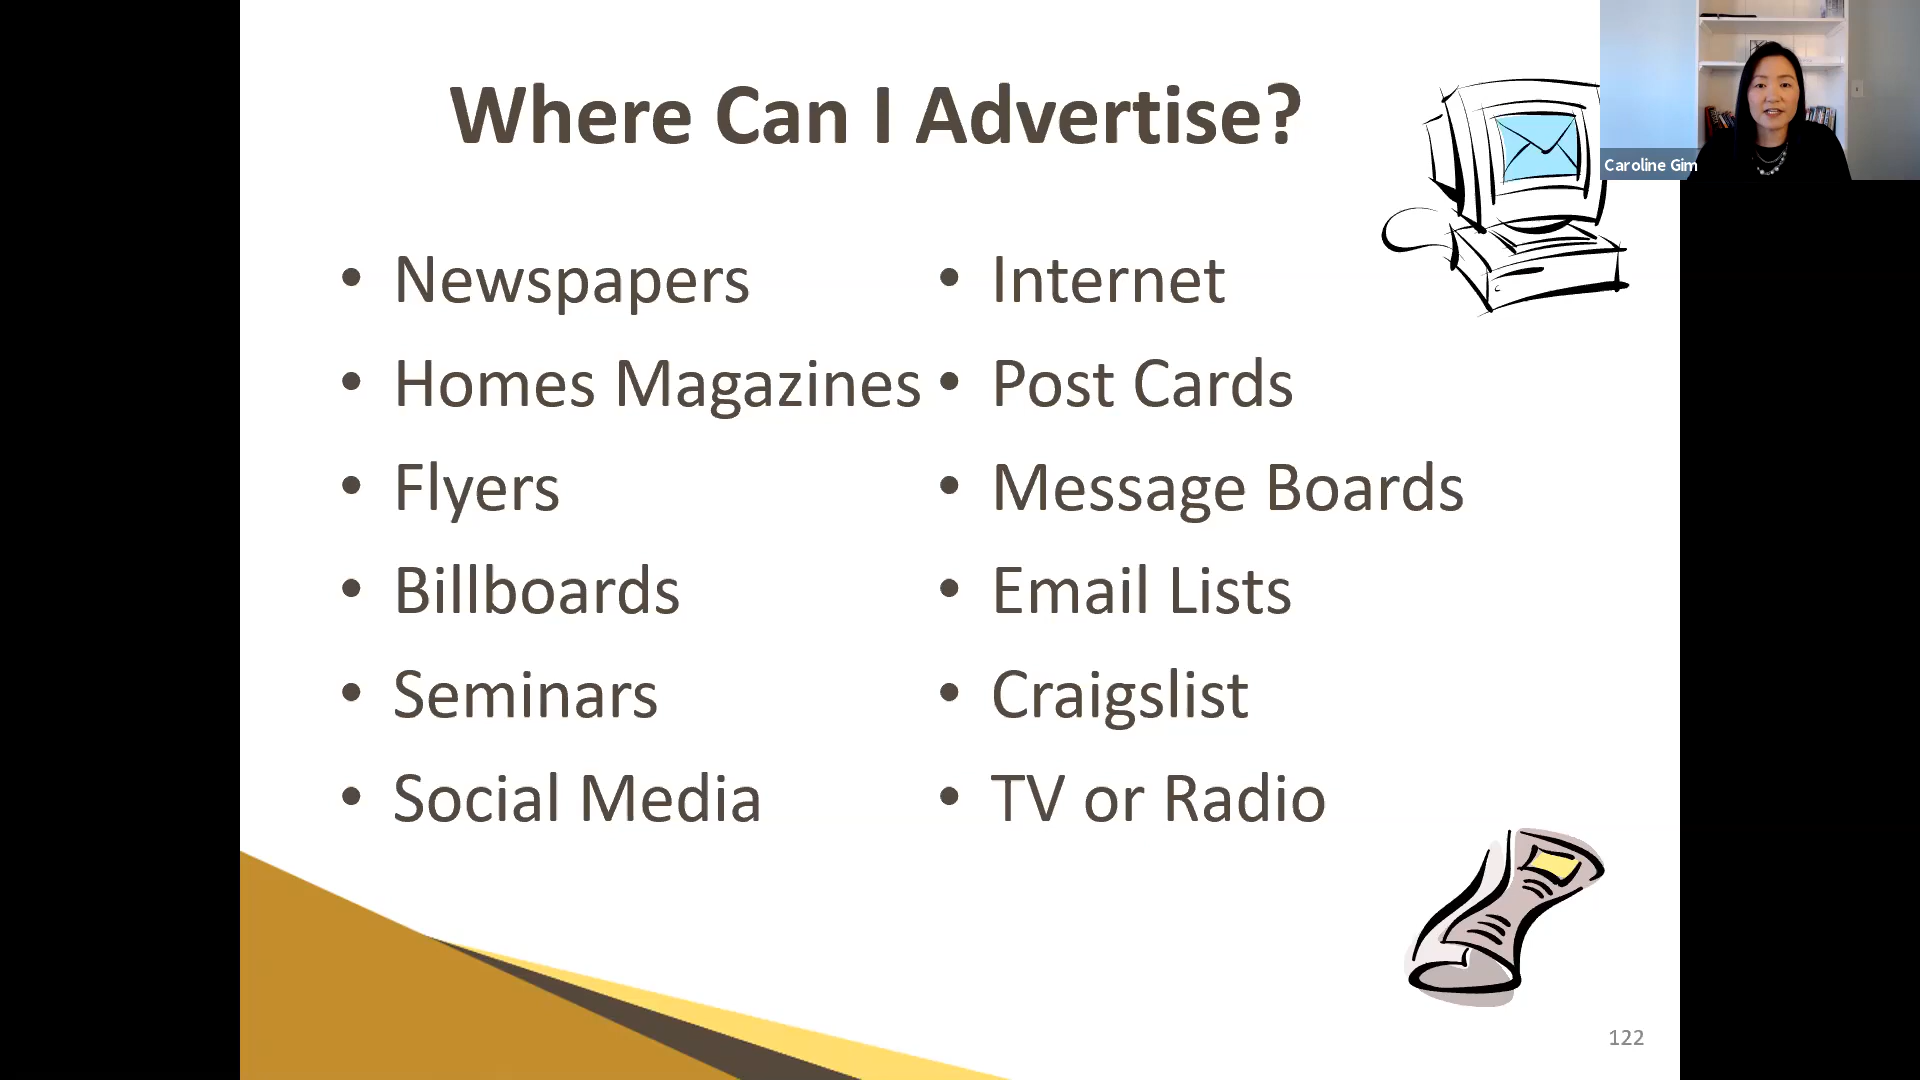 Where Can I Advertise?
Caroline Gim
• Newspapers
• Homes Magazines
• Flyers
• Billboards
• Seminars
• Social Media
• Internet
• Post Cards
• Message Boards
• Email Lists
• Craigslist
• TV or Radio
122